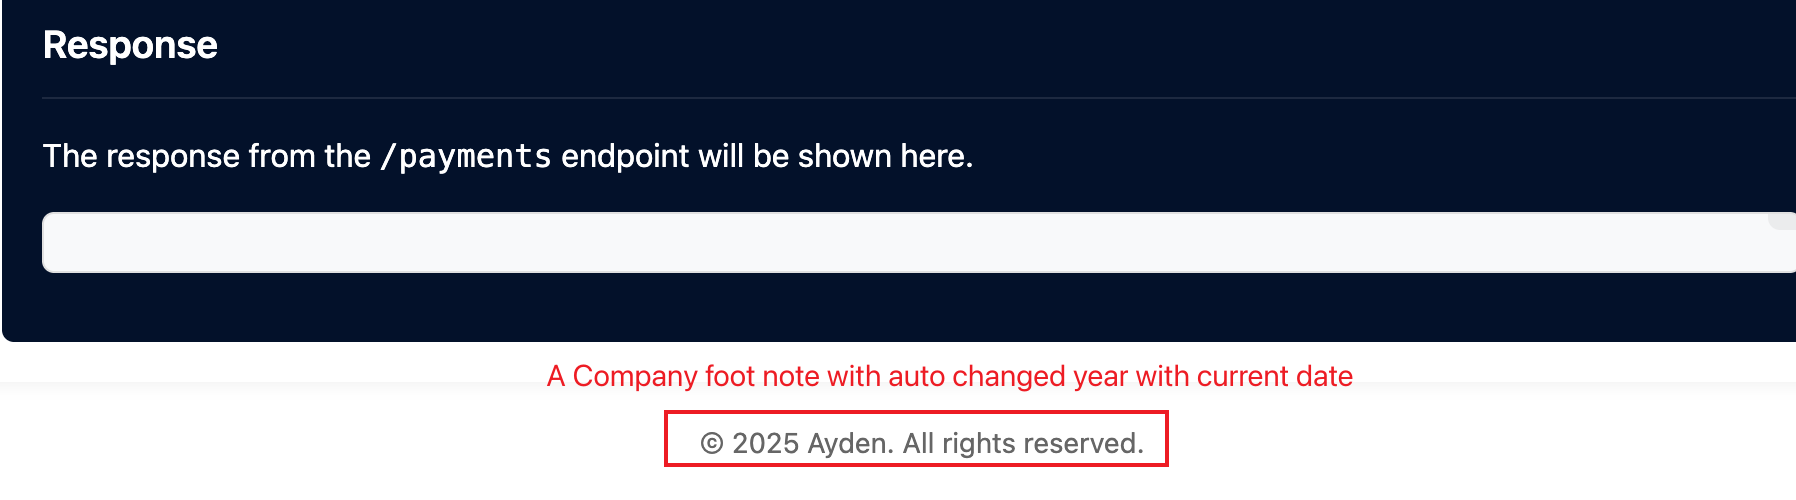 Response
The response from the /payments endpoint will be shown here.
A Company foot note with auto changed year with current date
© 2025 Ayden. All rights reserved.